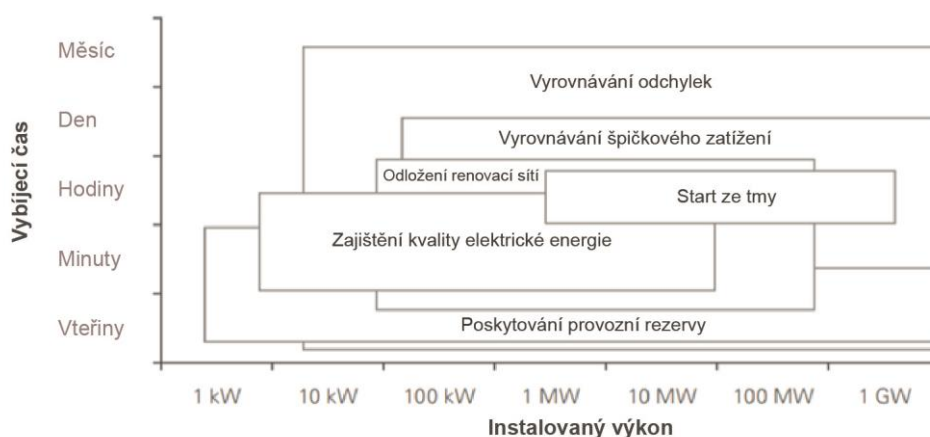 Měsíc
Vyrovnávání odchylek
Den
Vyrovnávání špičkového zatížení
Odložení renovací sítí
Hodiny
Start ze tmy
Zajištění kvality elektrické energie
Minuty
Vteřiny
Poskytování provozní rezervy
Vybíjecí čas
1 kW 10 kW 100 kW 1 MW 10 MW 100 MW 1 GW
Instalovaný výkon